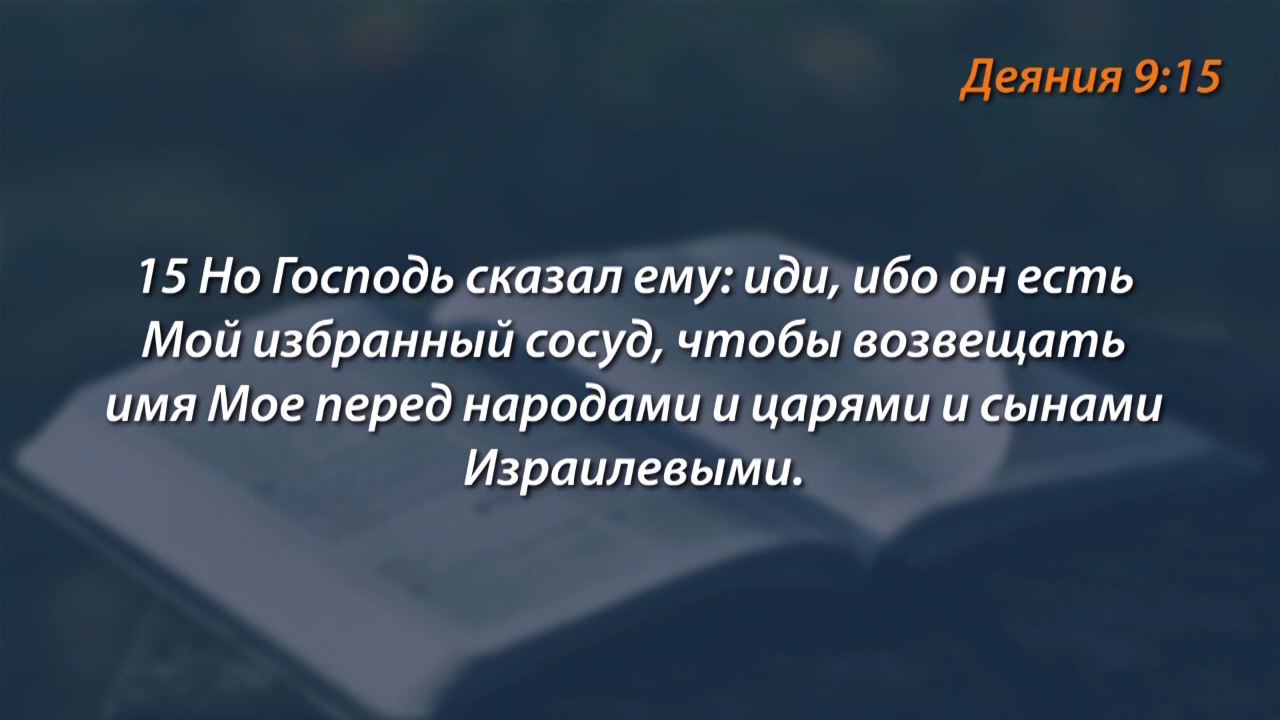 Деяния 9:15
15 Но Господь сказал ему: иди, ибо он есть
Мой избранный сосуд, чтобы возвещать
имя Мое перед народами и царями и сынами
Израилевыми.